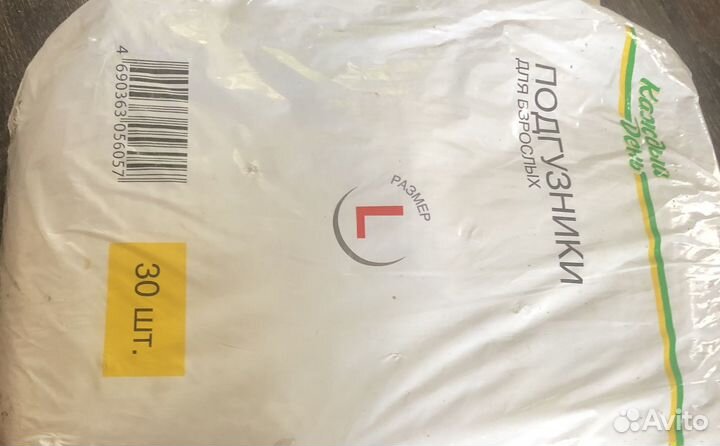 Каждый
День
ПОДГУЗНИКИ
ДЛЯ ВЗРОСЛЫХ
РАЗМЕР
L
4 690363 056057
30 шт.
Avito